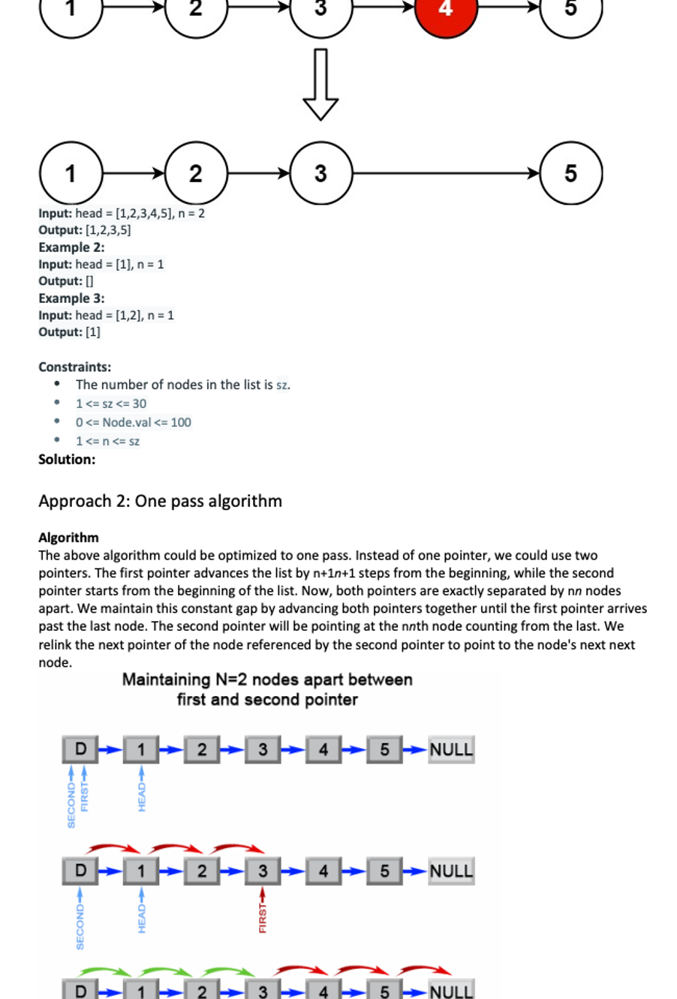 1 2 3 4 5
1 2 3 5
Input: head = [1,2,3,4,5], n = 2
Output: [1,2,3,5]
Example 2:
Input: head = [1], n = 1
Output: []
Example 3:
Input: head = [1,2], n = 1
Output: [1]
Constraints:
• The number of nodes in the list is sz.
• 1 <= sz <= 30
• 0 <= Node.val <= 100
• 1 <= n <= sz
Solution:
Approach 2: One pass algorithm
Algorithm
The above algorithm could be optimized to one pass. Instead of one pointer, we could use two
pointers. The first pointer advances the list by n+1n+1 steps from the beginning, while the second
pointer starts from the beginning of the list. Now, both pointers are exactly separated by nn nodes
apart. We maintain this constant gap by advancing both pointers together until the first pointer arrives
past the last node. The second pointer will be pointing at the nnth node counting from the last. We
relink the next pointer of the node referenced by the second pointer to point to the node's next next
node.
Maintaining N=2 nodes apart between
first and second pointer
D 1 2 3 4 5 NULL
SECOND FIRST HEAD
D 1 2 3 4 5 NULL
SECOND HEAD FIRST
D 1 2 3 4 5 NULL